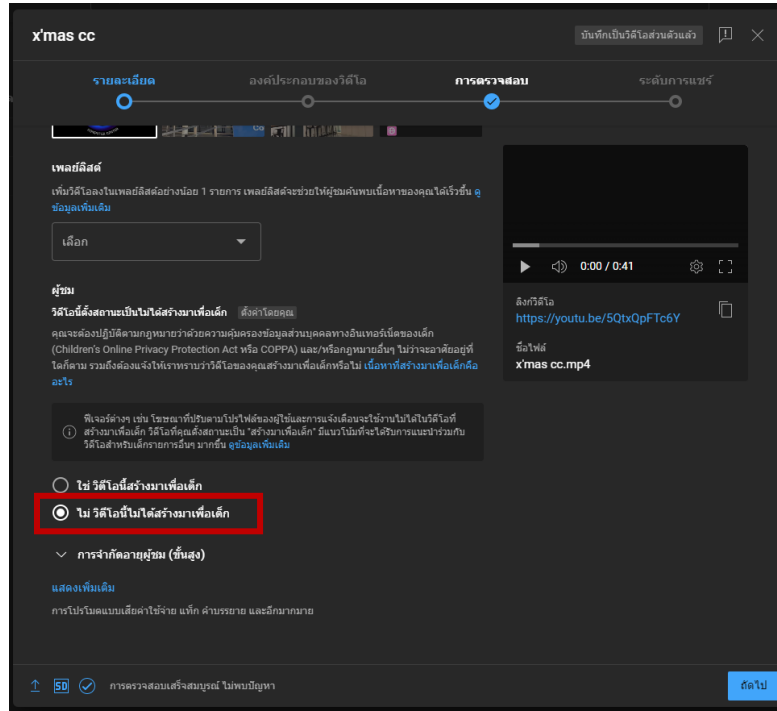 x'mas cc
บันทึกเป็นวิดีโอส่วนตัวแล้ว
รายละเอียด
องค์ประกอบของวิดีโอ
การตรวจสอบ
ระดับการแชร์
เพลย์ลิสต์
เพิ่มวิดีโอลงในเพลย์ลิสต์อย่างน้อย 1 รายการ เพลย์ลิสต์จะช่วยให้ผู้ชมค้นพบเนื้อหาของคุณได้เร็วขึ้น ดู
ข้อมูลเพิ่มเติม
เลือก
ผู้ชม
วิดีโอนี้ตั้งสถานะเป็นไม่ได้สร้างมาเพื่อเด็ก ตั้งค่าโดยคุณ
คุณจะต้องปฏิบัติตามกฎหมายว่าด้วยความคุ้มครองข้อมูลส่วนบุคคลทางอินเทอร์เน็ตของเด็ก
(Children's Online Privacy Protection Act หรือ COPPA) และ/หรือกฎหมายอื่นๆ ไม่ว่าจะอาศัยอยู่ที่
ใดก็ตาม รวมถึงต้องแจ้งให้เราทราบว่าวิดีโอของคุณสร้างมาเพื่อเด็กหรือไม่ เนื้อหาที่สร้างมาเพื่อเด็กคือ
อะไร
ฟีเจอร์ต่างๆ เช่น โฆษณาที่ปรับตามโปรไฟล์ของผู้ใช้และการแจ้งเตือนจะใช้งานไม่ได้ในวิดีโอที่
สร้างมาเพื่อเด็ก วิดีโอที่คุณตั้งสถานะเป็น "สร้างมาเพื่อเด็ก" มีแนวโน้มที่จะได้รับการแนะนำร่วมกับ
วิดีโอสำหรับเด็กรายการอื่นๆ มากขึ้น ดูข้อมูลเพิ่มเติม
ใช่ วิดีโอนี้สร้างมาเพื่อเด็ก
ไม่ วิดีโอนี้ไม่ได้สร้างมาเพื่อเด็ก
การจำกัดอายุผู้ชม (ขั้นสูง)
แสดงเพิ่มเติม
การโปรโมตแบบเสียค่าใช้จ่าย แท็ก คำบรรยาย และอีกมากมาย
0:00 / 0:41
ลิงก์วิดีโอ
https://youtu.be/5QtxQpFTc6Y
ชื่อไฟล์
x'mas cc.mp4
SD
การตรวจสอบเสร็จสมบูรณ์ ไม่พบปัญหา
ถัดไป